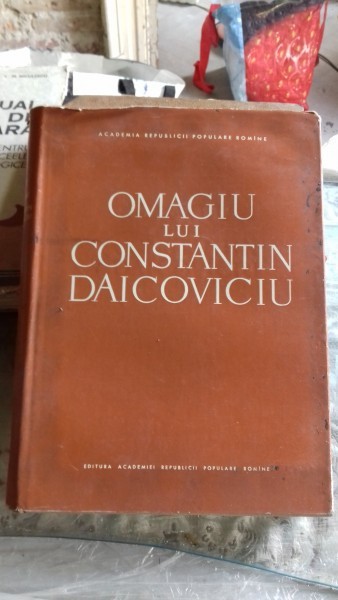 ACADEMIA REPUBLICII POPULARE ROMÎNE
OMAGIU
LUI
CONSTANTIN
DAICOVICIU
EDITURA ACADEMIEI REPUBLICII POPULARE ROMÎNE